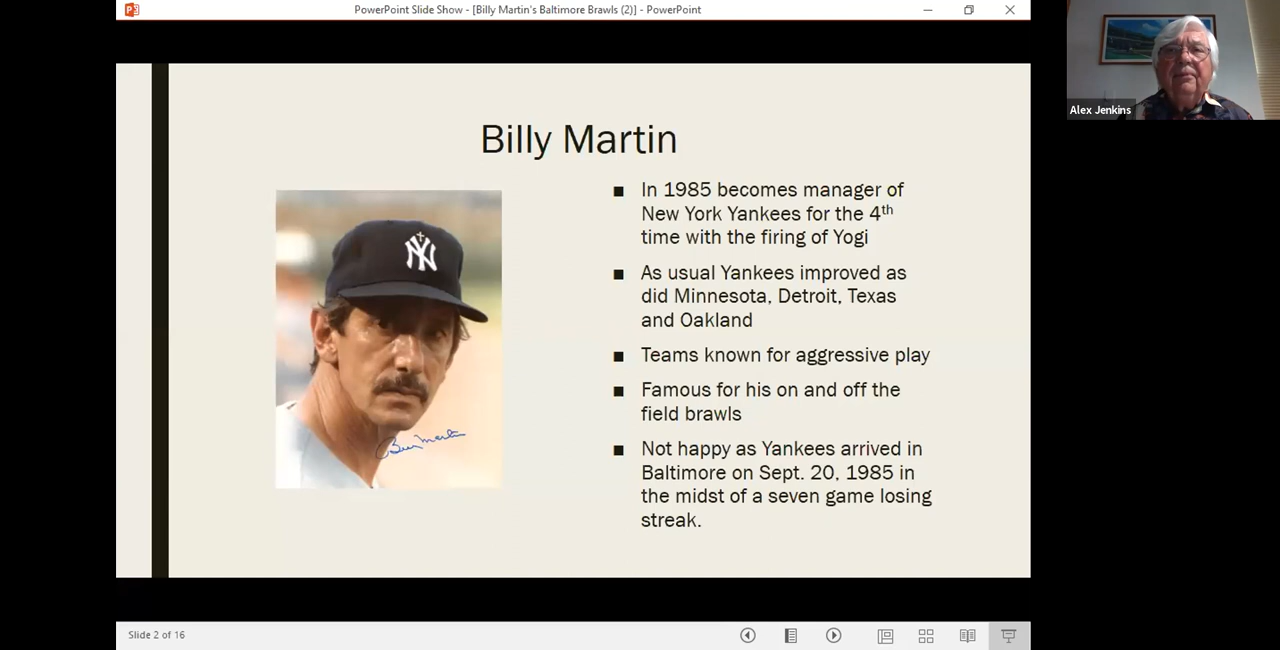 PowerPoint Slide Show - [Billy Martin's Baltimore Brawls (2)] - PowerPoint
Alex Jenkins
Billy Martin
NY
Billy Martin
■ In 1985 becomes manager of
New York Yankees for the 4th
time with the firing of Yogi
■ As usual Yankees improved as
did Minnesota, Detroit, Texas
and Oakland
■ Teams known for aggressive play
■ Famous for his on and off the
field brawls
■ Not happy as Yankees arrived in
Baltimore on Sept. 20, 1985 in
the midst of a seven game losing
streak.
Slide 2 of 16